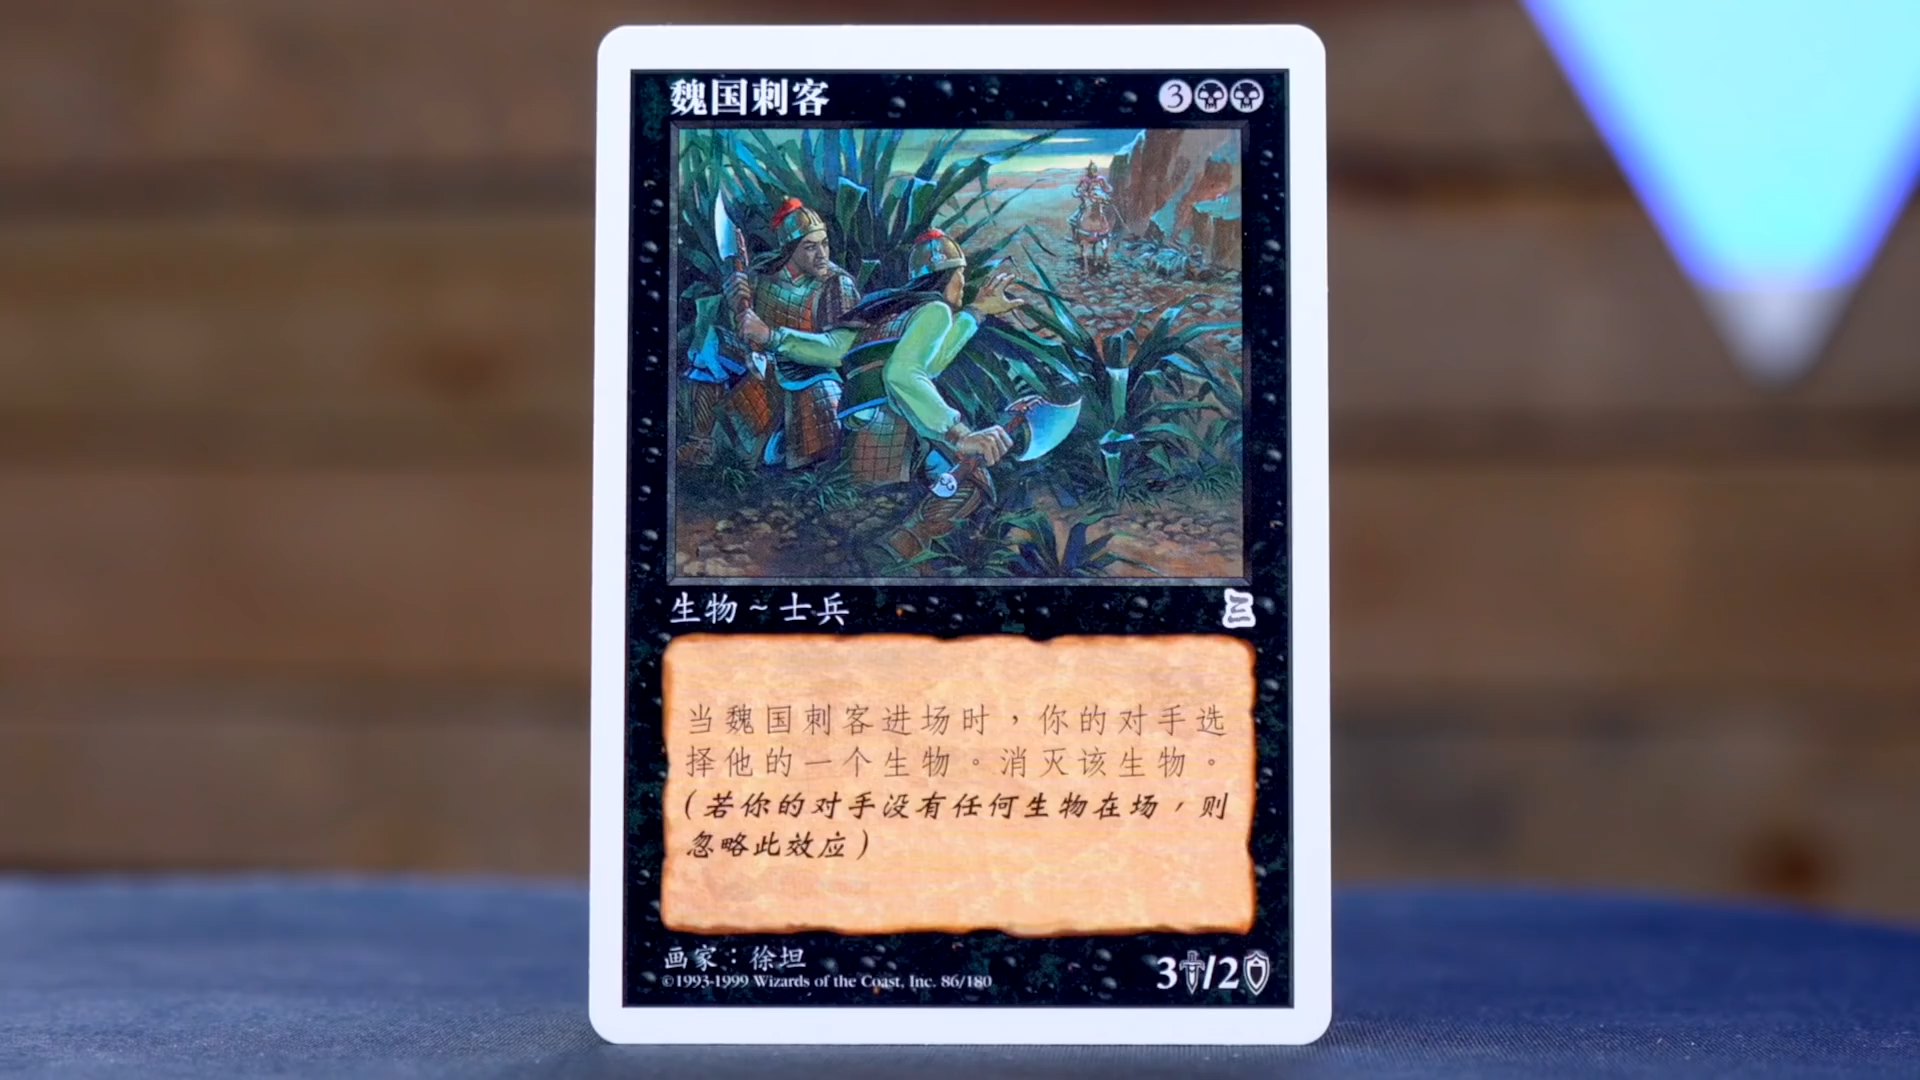 魏国刺客
3
生物 ~ 士兵
三
当魏国刺客进场时，你的对手选
择他的一个生物。消灭该生物。
(若你的对手没有任何生物在场，则
忽略此效应)
画家：徐坦
©1993-1999 Wizards of the Coast, Inc. 86/180
3/2